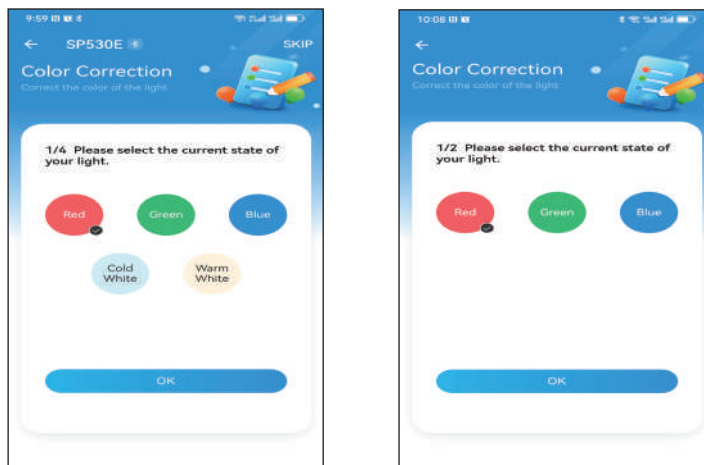 9:59
SP530E
SKIP
Color Correction
Correct the color of the light
1/4 Please select the current state of
your light.
Red
Green
Blue
Cold
White
Warm
White
OK
10:08
Color Correction
Correct the color of the light
1/2 Please select the current state of
your light.
Red
Green
Blue
OK